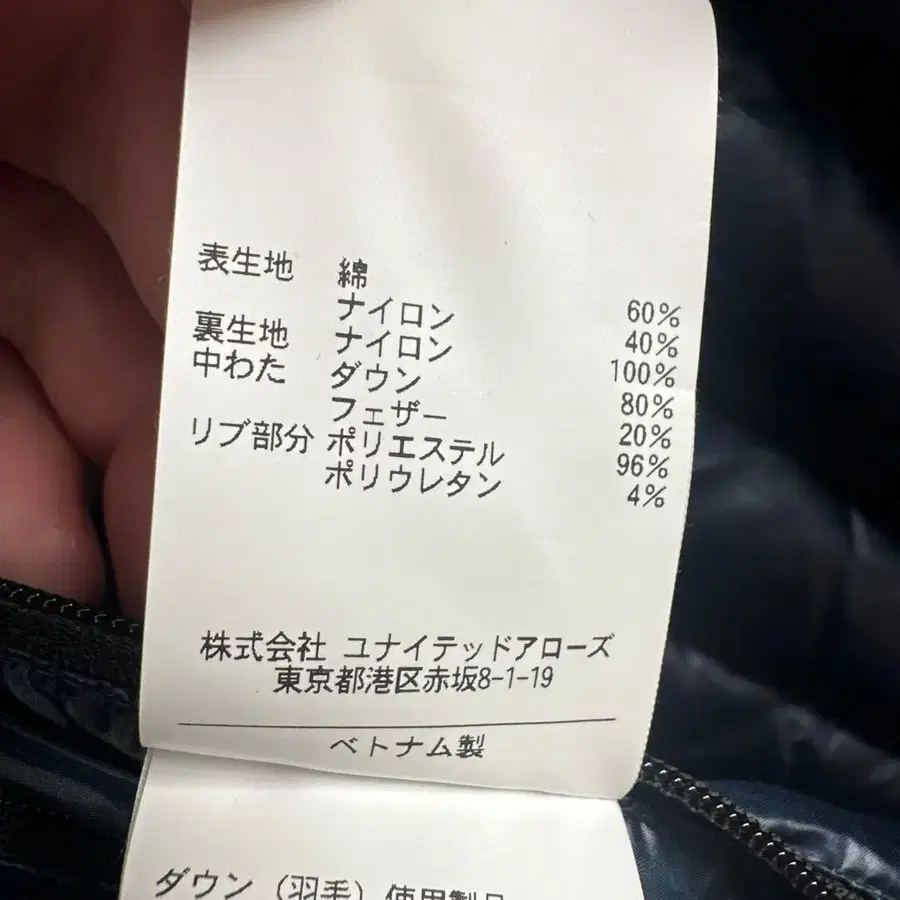 表生地 綿 60%
ナイロン 40%
裏生地 ナイロン 100%
中わた ダウン 80%
フェザー 20%
リブ部分 ポリエステル 96%
ポリウレタン 4%
株式会社 ユナイテッドアローズ
東京都港区赤坂8-1-19
ベトナム製
ダウン（羽毛）使用製品